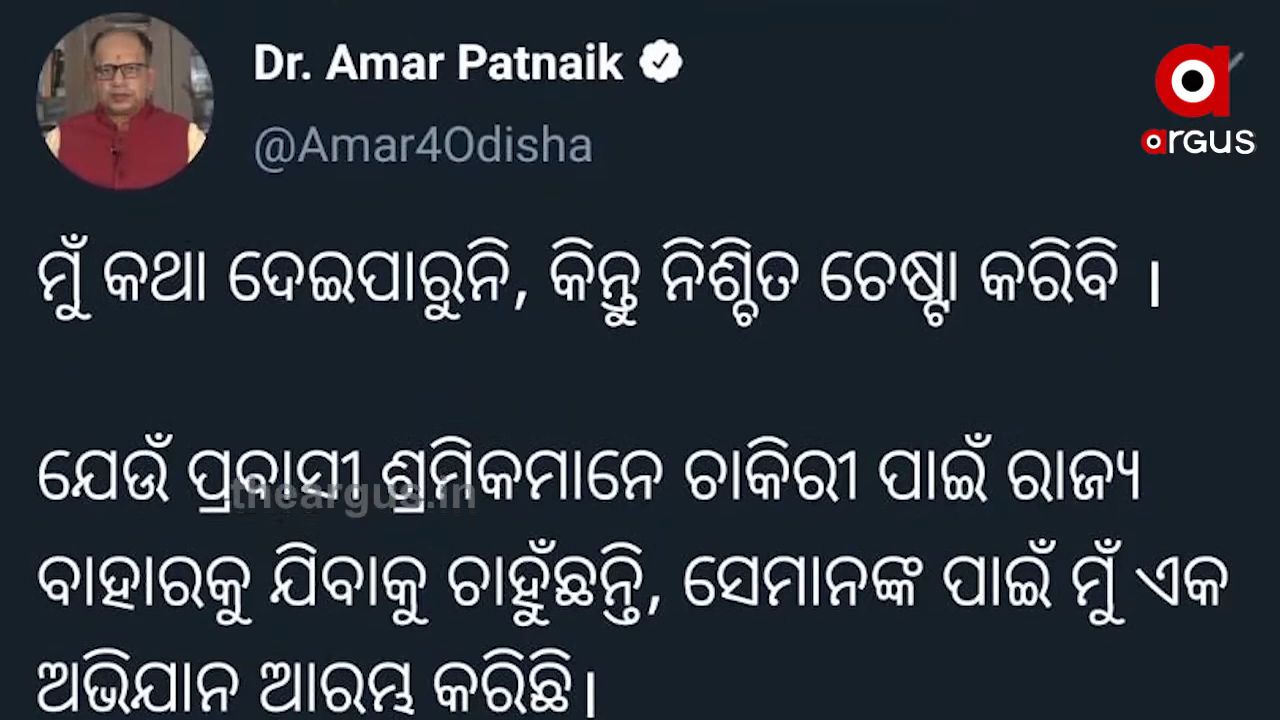 Dr. Amar Patnaik
@Amar4Odisha
argus
ମୁଁ କଥା ଦେଇପାରୁନି, କିନ୍ତୁ ନିଶ୍ଚିତ ଚେଷ୍ଟା କରିବି ।
ଯେଉଁ ପ୍ରବାସୀ ଶ୍ରମିକମାନେ ଚାକିରୀ ପାଇଁ ରାଜ୍ୟ
theargus.in
ବାହାରକୁ ଯିବାକୁ ଚାହୁଁଛନ୍ତି, ସେମାନଙ୍କ ପାଇଁ ମୁଁ ଏକ
ଅଭିଯାନ ଆରମ୍ଭ କରିଛି।